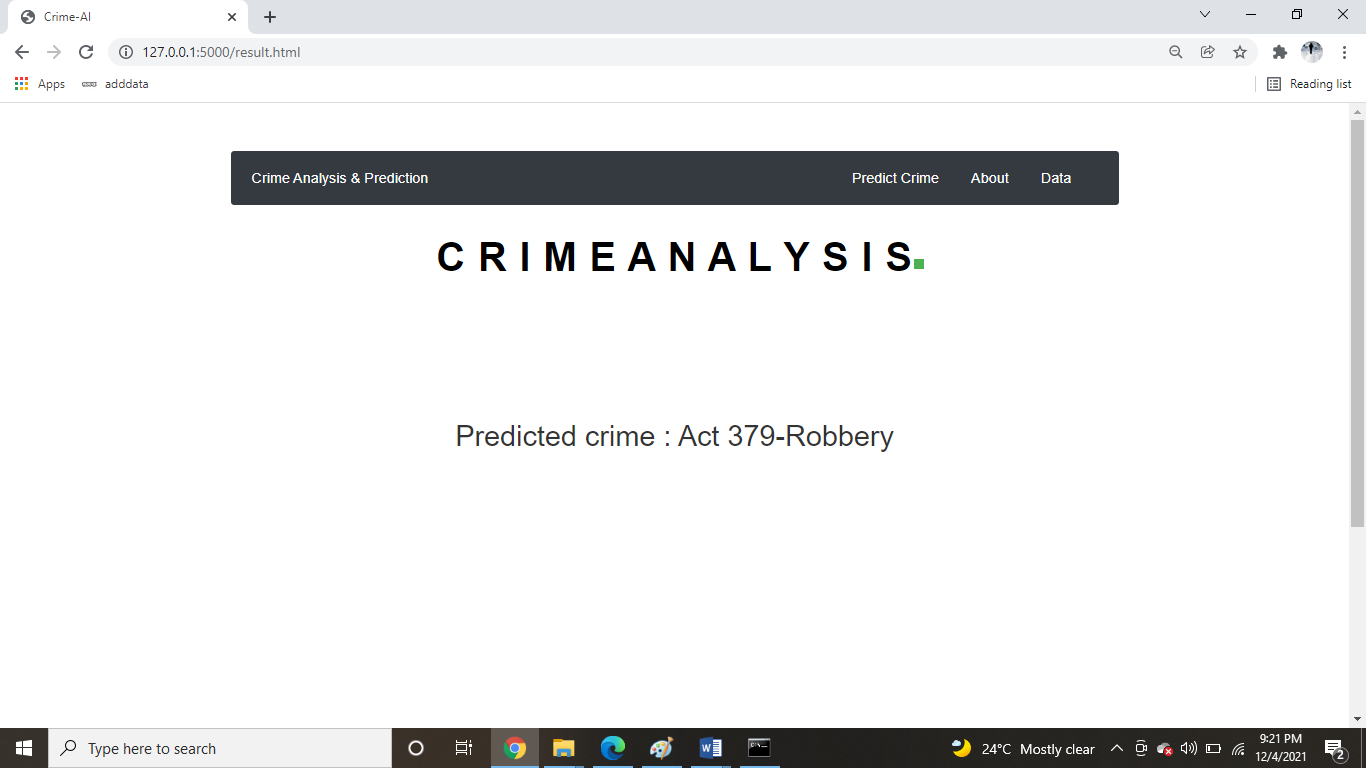 Crime-AI
127.0.0.1:5000/result.html
Apps adddata Reading list
Crime Analysis & Prediction Predict Crime About Data
C R I M E A N A L Y S I S
Predicted crime : Act 379-Robbery
Type here to search
24°C Mostly clear
9:21 PM
12/4/2021
2